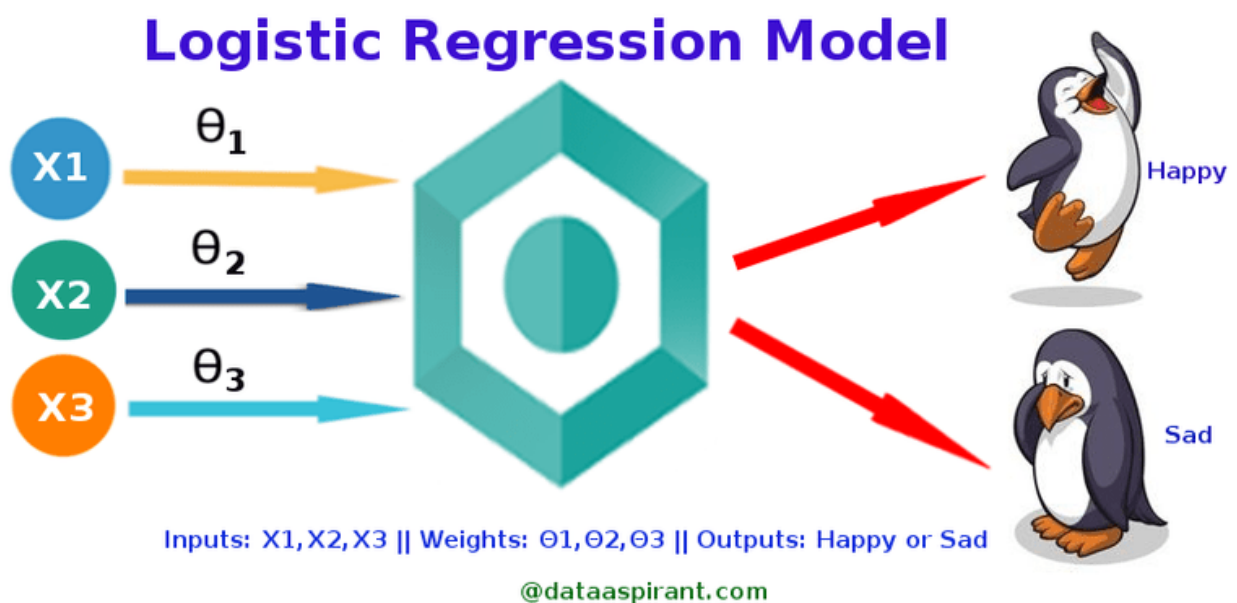 Logistic Regression Model
X1
θ1
X2
θ2
X3
θ3
Happy
Sad
Inputs: X1,X2,X3 || Weights: Θ1,Θ2,Θ3 || Outputs: Happy or Sad
@dataaspirant.com